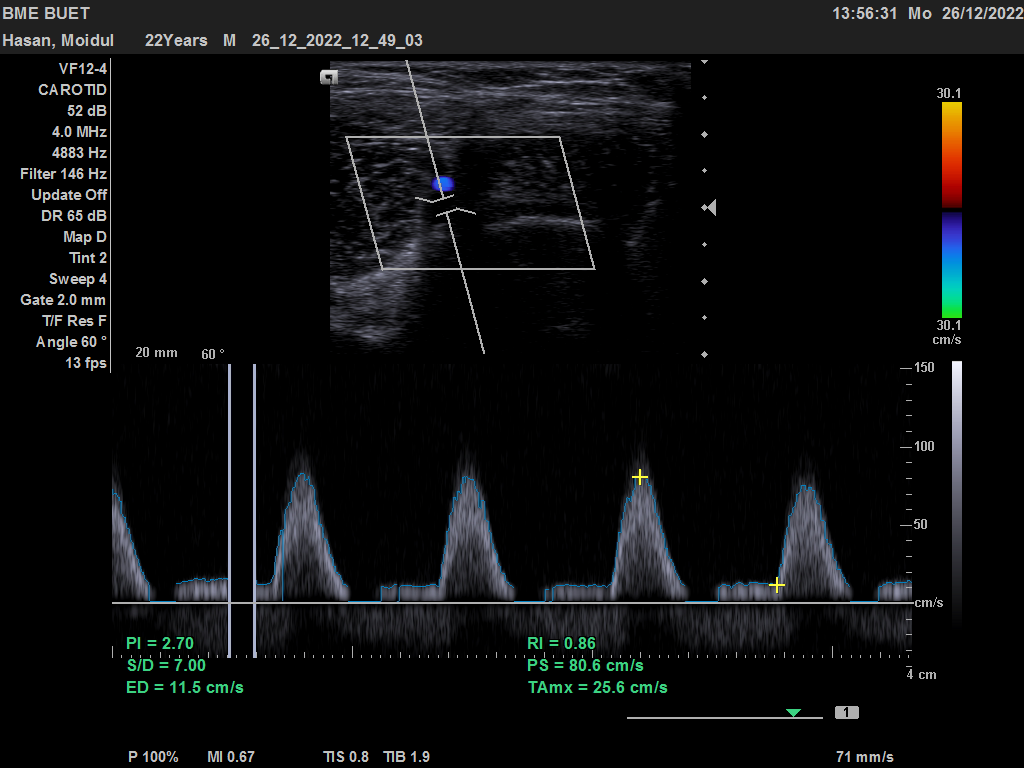 BME BUET 13:56:31 Mo 26/12/2022
Hasan, Moidul 22Years M 26_12_2022_12_49_03
VF12-4
CAROTID
52 dB
4.0 MHz
4883 Hz
Filter 146 Hz
Update Off
DR 65 dB
Map D
Tint 2
Sweep 4
Gate 2.0 mm
T/F Res F
Angle 60 °
13 fps
30.1
30.1
cm/s
20 mm 60 °
150
100
50
cm/s
4 cm
PI = 2.70
S/D = 7.00
ED = 11.5 cm/s
RI = 0.86
PS = 80.6 cm/s
TAmx = 25.6 cm/s
1
P 100% MI 0.67 TIS 0.8 TIB 1.9 71 mm/s